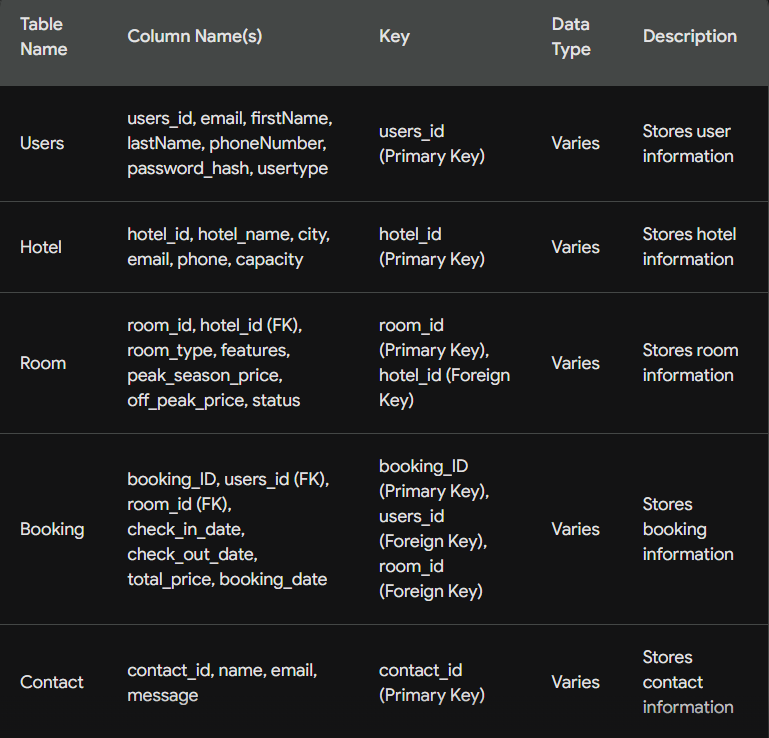 Table Name
Column Name(s)
Key
Data Type
Description
Users
users_id, email, firstName,
lastName, phoneNumber,
password_hash, usertype
users_id
(Primary Key)
Varies
Stores user
information
Hotel
hotel_id, hotel_name, city,
email, phone, capacity
hotel_id
(Primary Key)
Varies
Stores hotel
information
Room
room_id, hotel_id (FK),
room_type, features,
peak_season_price,
off_peak_price, status
room_id
(Primary Key),
hotel_id (Foreign
Key)
Varies
Stores room
information
Booking
booking_ID, users_id (FK),
room_id (FK),
check_in_date,
check_out_date,
total_price, booking_date
booking_ID
(Primary Key),
users_id
(Foreign Key),
room_id
(Foreign Key)
Varies
Stores
booking
information
Contact
contact_id, name, email,
message
contact_id
(Primary Key)
Varies
Stores
contact
information